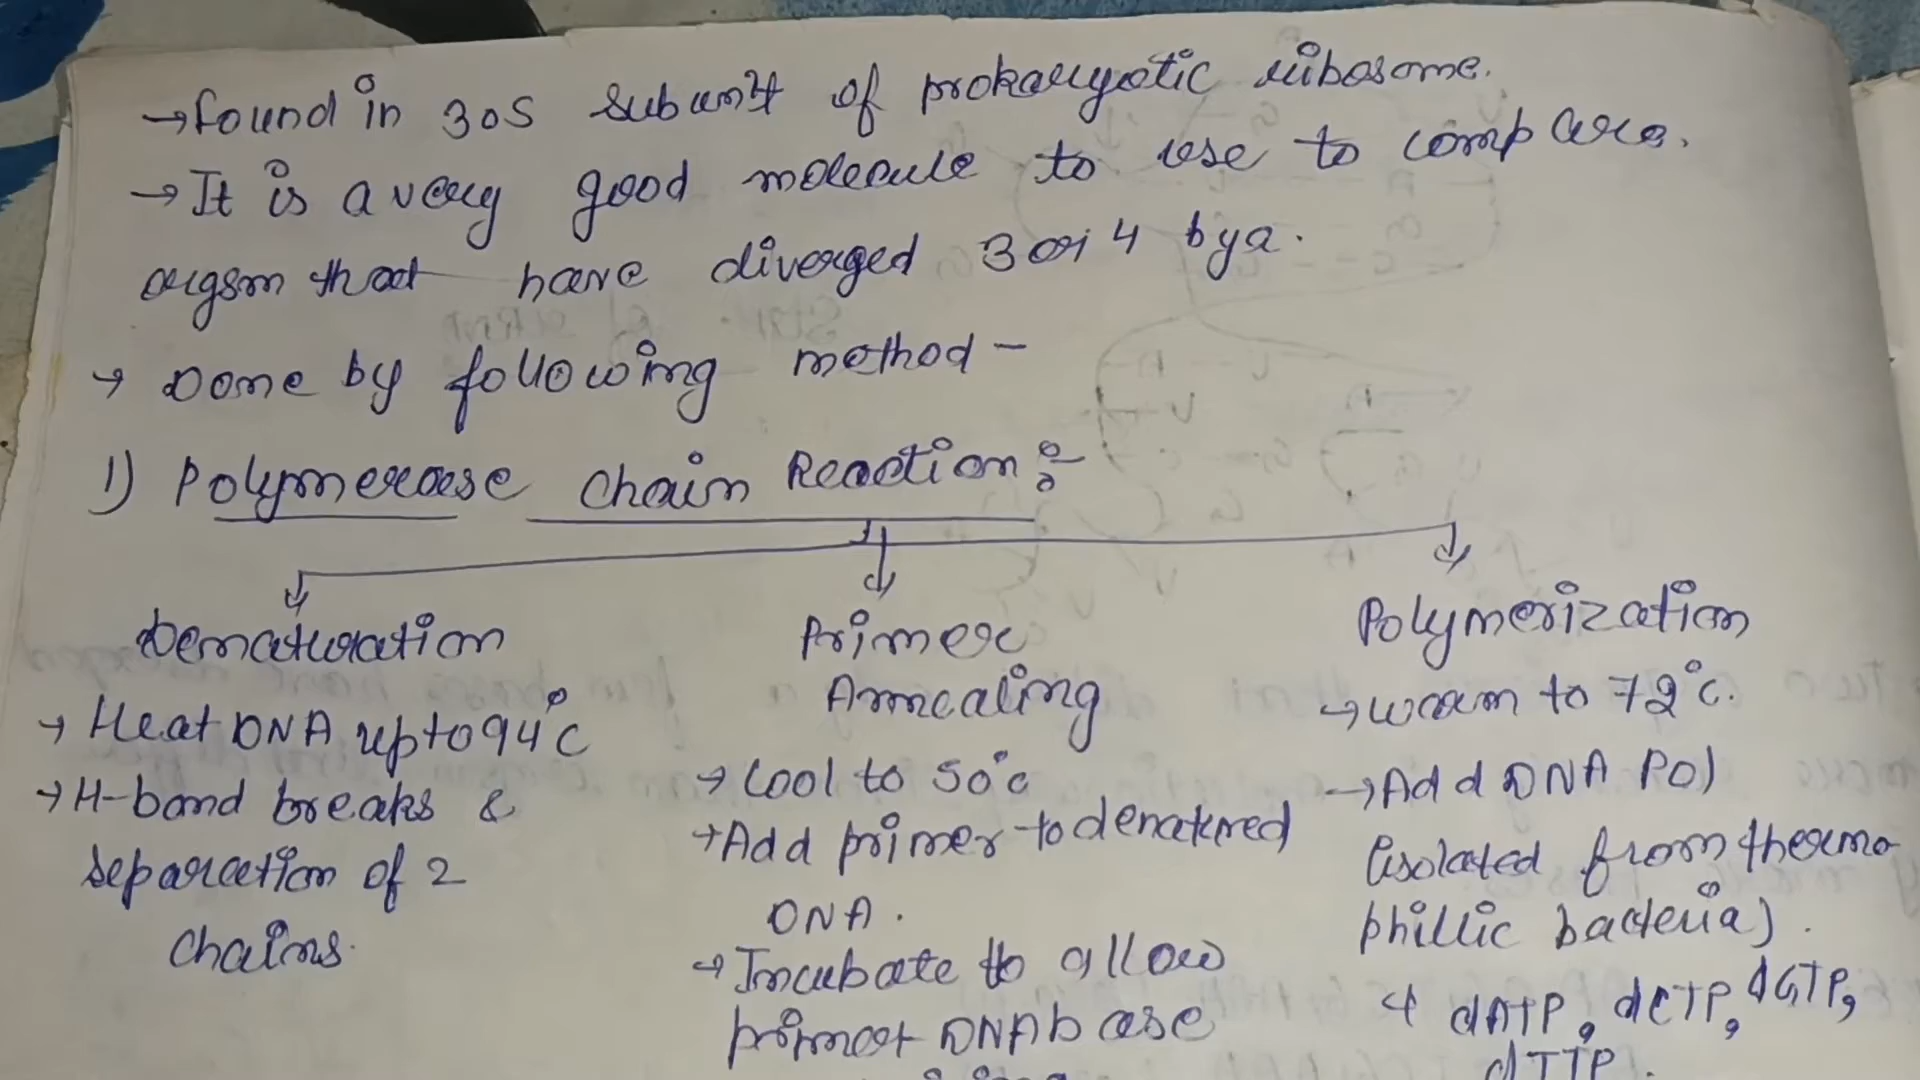 → found in 30S subunit of prokaryotic ribosome.
→ It is a very good molecule to use to compare.
orgsm that have diverged 3 or 4 bya.
→ Done by following method -
1) Polymerase Chain Reaction :-
Denaturation
→ Heat DNA upto 94°C
→ H-bond breaks &
separation of 2
chains.
Primer
Annealing
→ Cool to 50°C
→ Add primer to denatured
DNA.
→ Incubate to allow
primer DNA base
Polymerization
→ warm to 72°C.
→ Add DNA Pol
(isolated from thermo
phillic bacteria).
+ dATP, dCTP, dGTP,
dTTP.